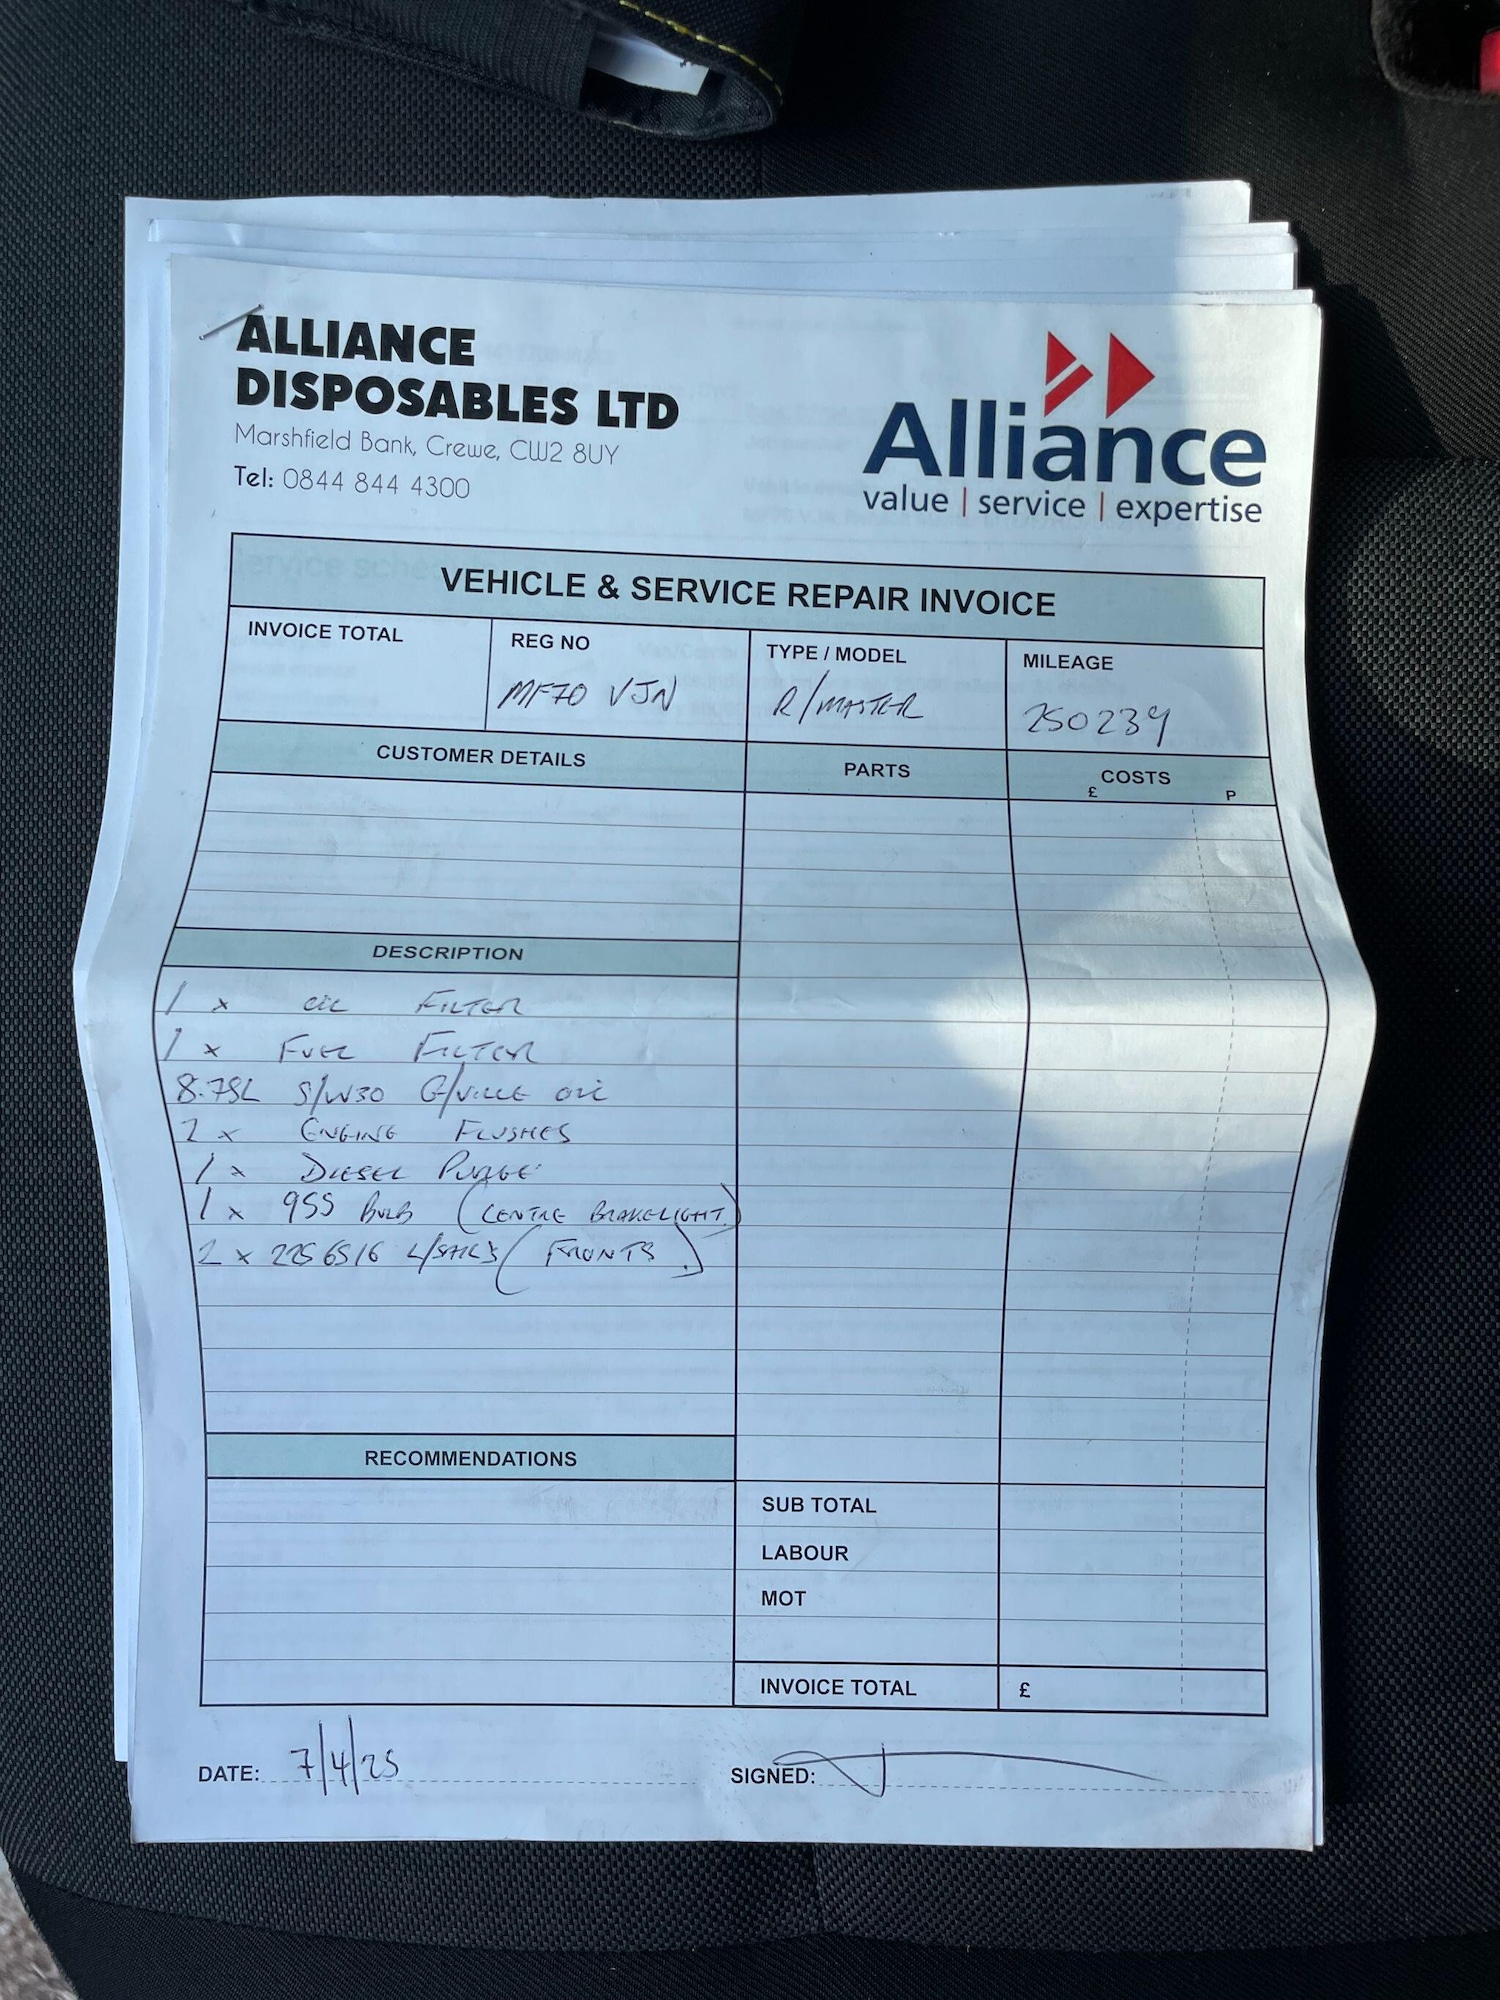 ALLIANCE
DISPOSABLES LTD
Marshfield Bank, Crewe, CW2 8UY
Tel: 0844 844 4300
Alliance
value | service | expertise
VEHICLE & SERVICE REPAIR INVOICE
INVOICE TOTAL
REG NO
MF70 VJN
TYPE / MODEL
R/MASTER
MILEAGE
250239
CUSTOMER DETAILS
PARTS
COSTS
£ P
DESCRIPTION
1 x OIL FILTER
1 x FUEL FILTER
8.75L 5/W30 G/VILLE OIL
2 x ENGINE FLUSHES
1 x DIESEL PURGE
1 x 955 BULB (CENTRE BRAKELIGHT)
2 x 2256516 (FRONTS)
RECOMMENDATIONS
SUB TOTAL
LABOUR
MOT
INVOICE TOTAL £
DATE: 7/4/25
SIGNED: